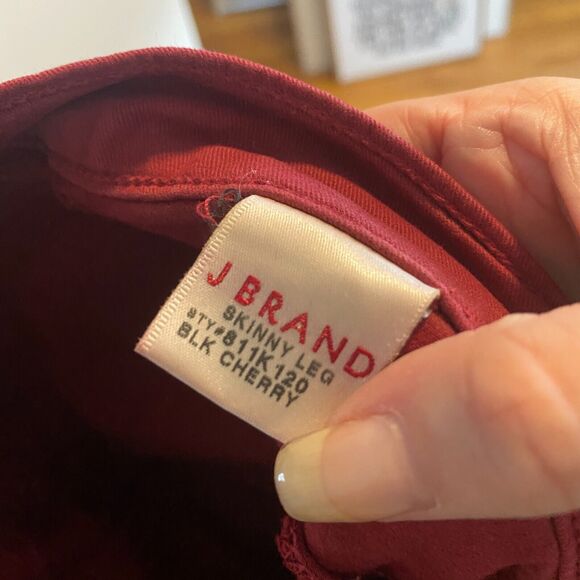 J BRAND
SKINNY LEG
STY#811K120
BLK CHERRY